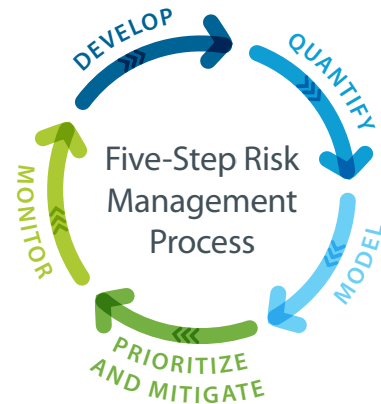 DEVELOP
QUANTIFY
Five-Step Risk
Management
Process
MODEL
PRIORITIZE
AND MITIGATE
MONITOR